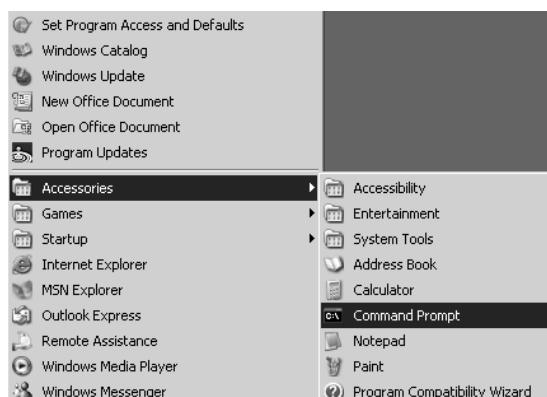 Set Program Access and Defaults
Windows Catalog
Windows Update
New Office Document
Open Office Document
Program Updates
Accessories
Games
Startup
Internet Explorer
MSN Explorer
Outlook Express
Remote Assistance
Windows Media Player
Windows Messenger
Accessibility
Entertainment
System Tools
Address Book
Calculator
Command Prompt
Notepad
Paint
Program Compatibility Wizard